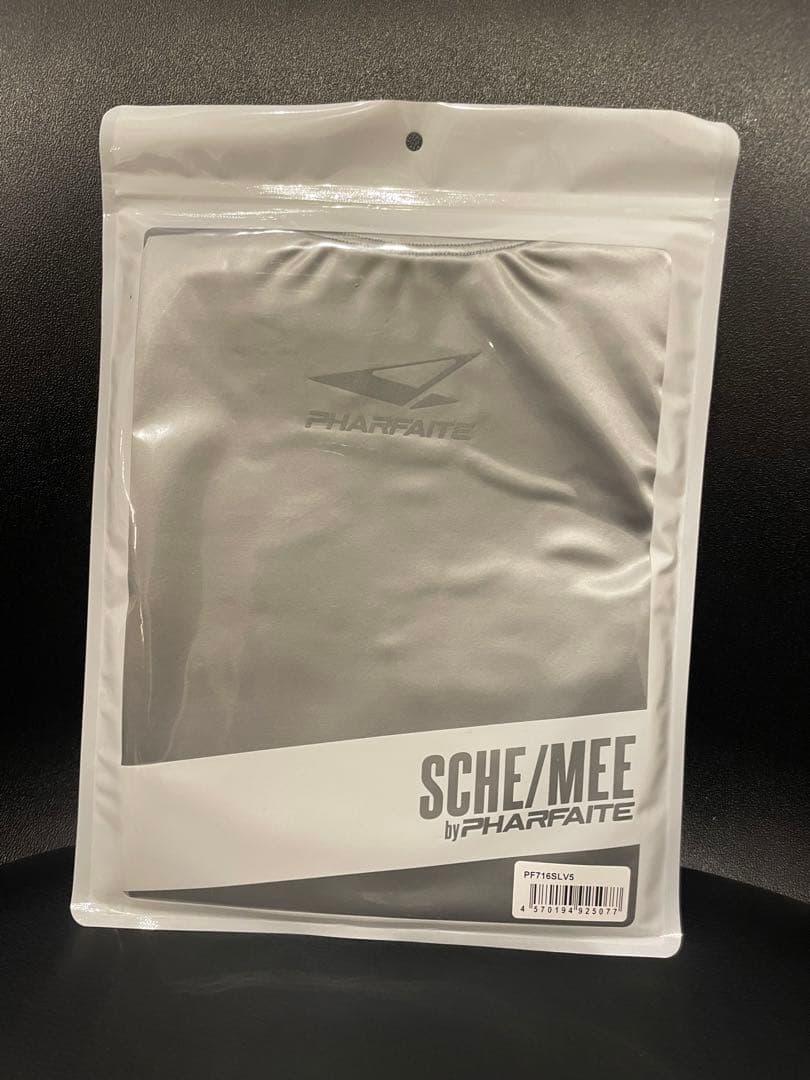 PHARFAITE
SCHE/MEE
by PHARFAITE
PF716SLV5
4 570194 925077